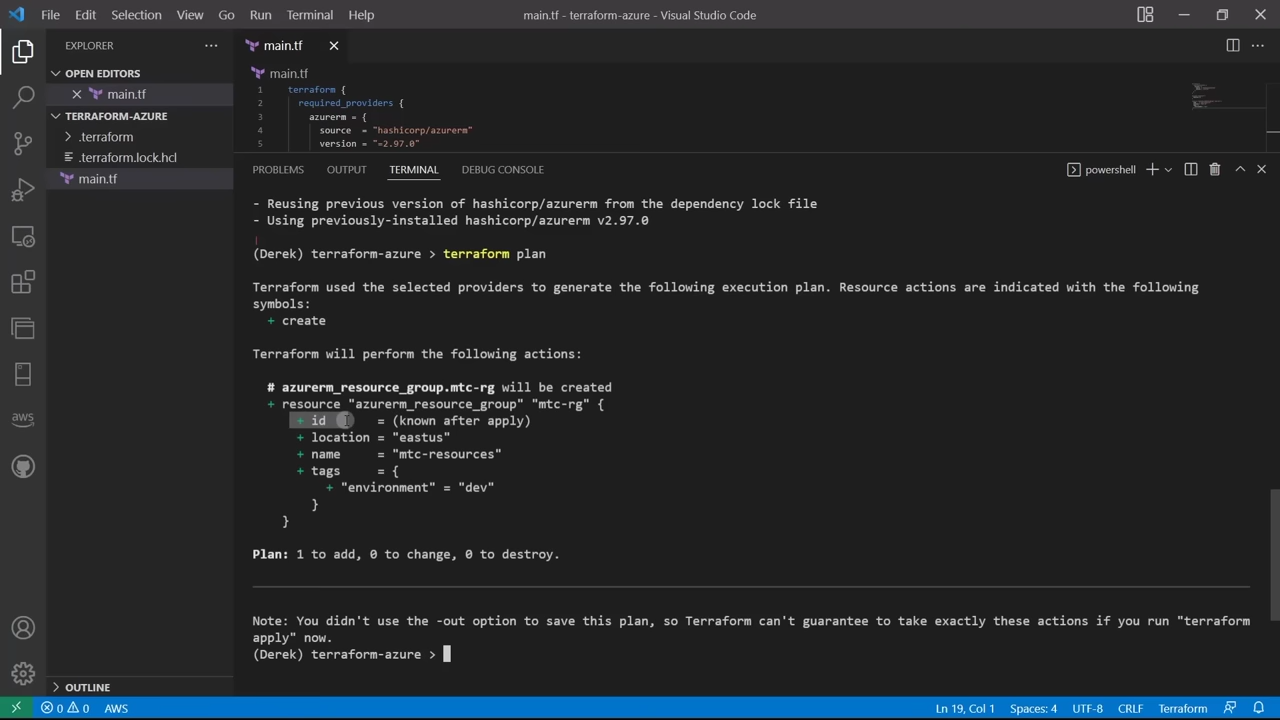 File Edit Selection View Go Run Terminal Help main.tf - terraform-azure - Visual Studio Code
EXPLORER
OPEN EDITORS
main.tf
TERRAFORM-AZURE
.terraform
.terraform.lock.hcl
main.tf
OUTLINE
aws
main.tf
main.tf
1 terraform {
2 required_providers {
3 azurerm = {
4 source = "hashicorp/azurerm"
5 version = "=2.97.0"
PROBLEMS OUTPUT TERMINAL DEBUG CONSOLE powershell
- Reusing previous version of hashicorp/azurerm from the dependency lock file
- Using previously-installed hashicorp/azurerm v2.97.0
(Derek) terraform-azure > terraform plan
Terraform used the selected providers to generate the following execution plan. Resource actions are indicated with the following
symbols:
+ create
Terraform will perform the following actions:
# azurerm_resource_group.mtc-rg will be created
+ resource "azurerm_resource_group" "mtc-rg" {
+ id = (known after apply)
+ location = "eastus"
+ name = "mtc-resources"
+ tags = {
+ "environment" = "dev"
}
}
Plan: 1 to add, 0 to change, 0 to destroy.
Note: You didn't use the -out option to save this plan, so Terraform can't guarantee to take exactly these actions if you run "terraform
apply" now.
(Derek) terraform-azure >
0 0 AWS Ln 19, Col 1 Spaces: 4 UTF-8 CRLF Terraform